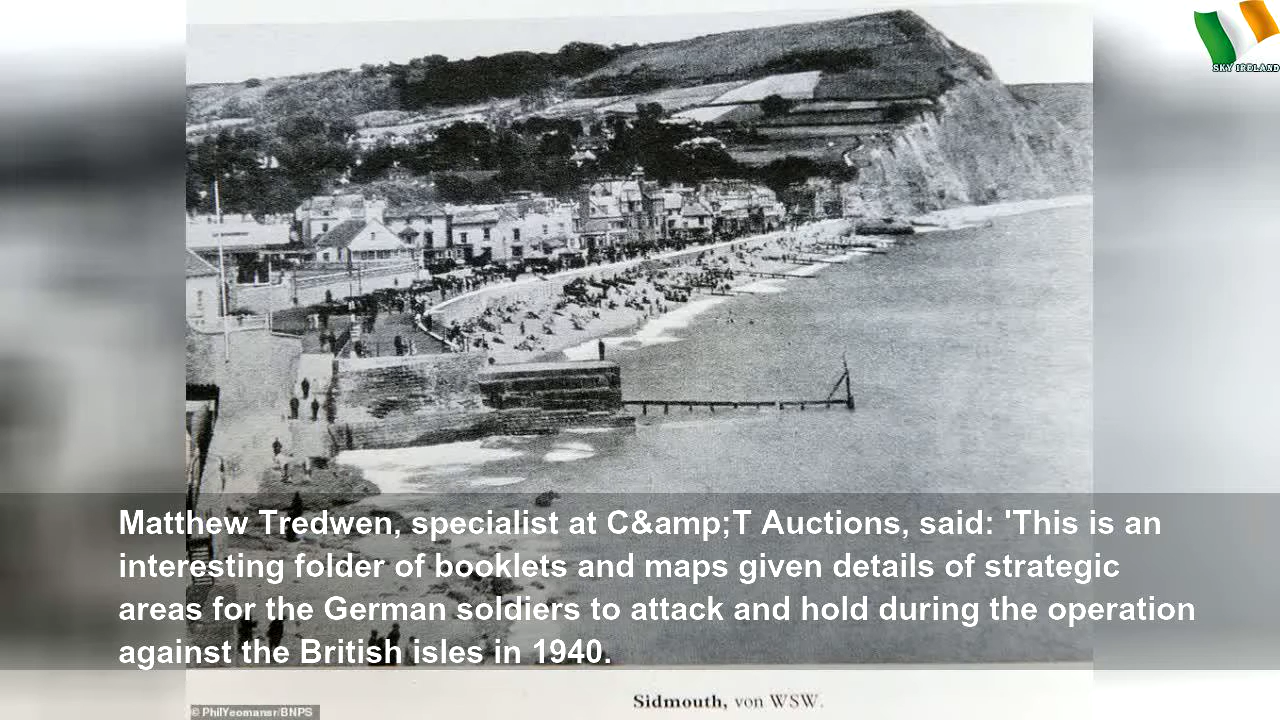 SKY IRELAND
Matthew Tredwen, specialist at C&amp;T Auctions, said: 'This is an
interesting folder of booklets and maps given details of strategic
areas for the German soldiers to attack and hold during the operation
against the British isles in 1940.
Sidmouth, von WSW.
© PhilYeomansr/BNPS